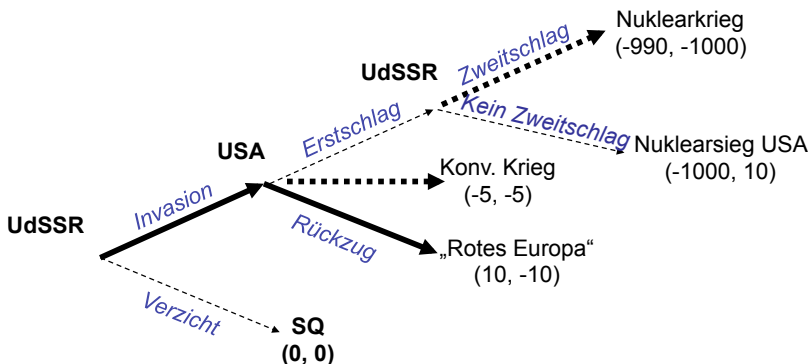 Nuklearkrieg
(-990, -1000)
Zweitschlag
UdSSR
Kein Zweitschlag
Nuklearsieg USA
(-1000, 10)
Erstschlag
USA
Konv. Krieg
(-5, -5)
Invasion
UdSSR
Rückzug
„Rotes Europa“
(10, -10)
Verzicht
SQ
(0, 0)